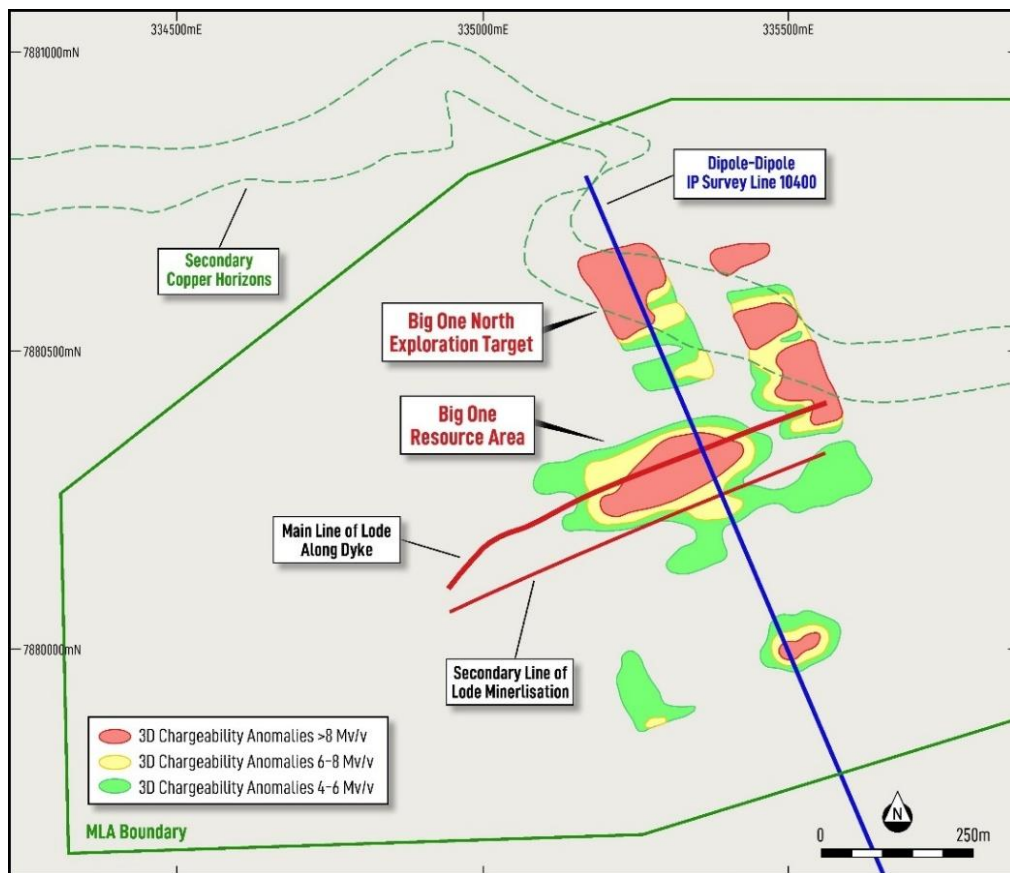 334500mE
335000mE
335500mE
7881000mN
Dipole-Dipole
IP Survey Line 10400
Secondary
Copper Horizons
Big One North
Exploration Target
7880500mN
Big One
Resource Area
Main Line of Lode
Along Dyke
7880000mN
Secondary Line of
Lode Minerlisation
3D Chargeability Anomalies >8 Mv/v
3D Chargeability Anomalies 6-8 Mv/v
3D Chargeability Anomalies 4-6 Mv/v
MLA Boundary
N
0
250m